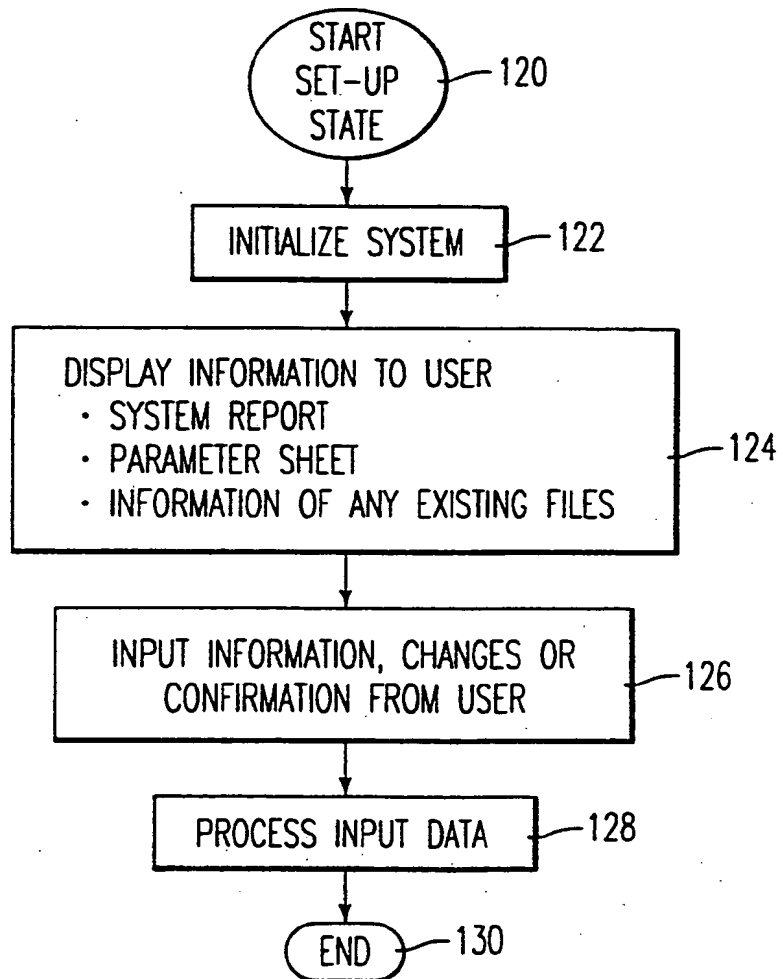 START
SET-UP
STATE
120
INITIALIZE SYSTEM
122
DISPLAY INFORMATION TO USER
· SYSTEM REPORT
· PARAMETER SHEET
· INFORMATION OF ANY EXISTING FILES
124
INPUT INFORMATION, CHANGES OR
CONFIRMATION FROM USER
126
PROCESS INPUT DATA
128
END
130